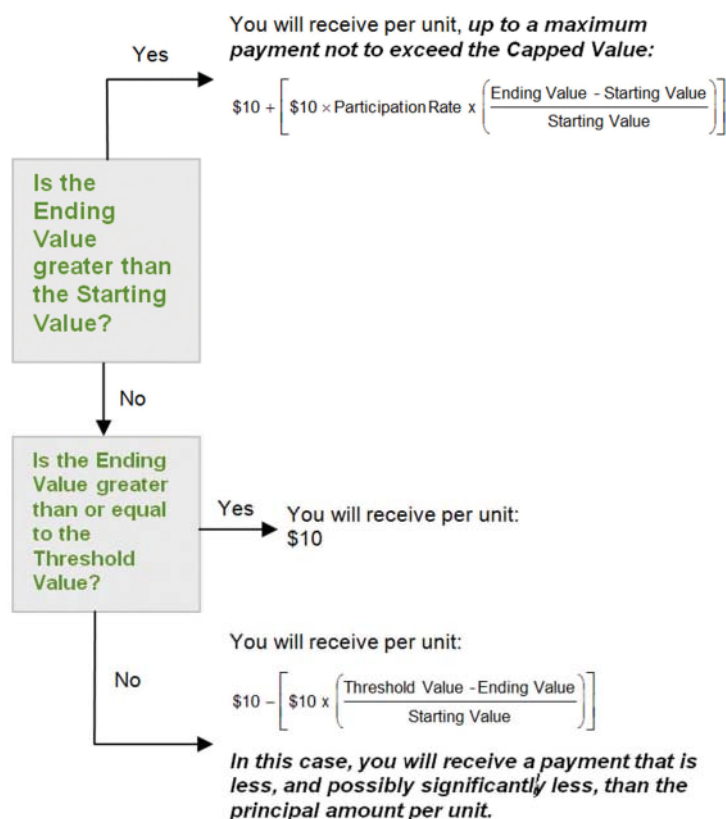 You will receive per unit, up to a maximum
payment not to exceed the Capped Value:
Yes
$10 + [ $10 × Participation Rate x ( Ending Value - Starting Value / Starting Value ) ]
Is the
Ending
Value
greater than
the Starting
Value?
No
Is the Ending
Value greater
than or equal
to the
Threshold
Value?
Yes
You will receive per unit:
$10
You will receive per unit:
No
$10 − [ $10 x ( Threshold Value - Ending Value / Starting Value ) ]
In this case, you will receive a payment that is
less, and possibly significantly less, than the
principal amount per unit.